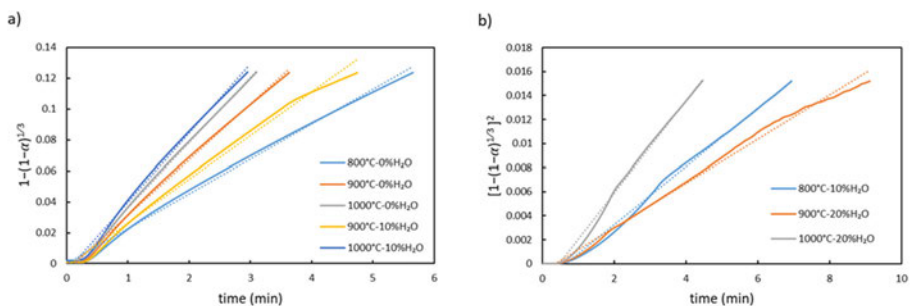 a)
0.14
0.12
0.1
0.08
0.06
0.04
0.02
0
0 1 2 3 4 5 6
1−(1−α)^1/3
time (min)
800°C-0%H₂O
900°C-0%H₂O
1000°C-0%H₂O
900°C-10%H₂O
1000°C-10%H₂O
b)
0.018
0.016
0.014
0.012
0.01
0.008
0.006
0.004
0.002
0
0 2 4 6 8 10
[1−(1−α)^1/3 ]²
time (min)
800°C-10%H₂O
900°C-20%H₂O
1000°C-20%H₂O